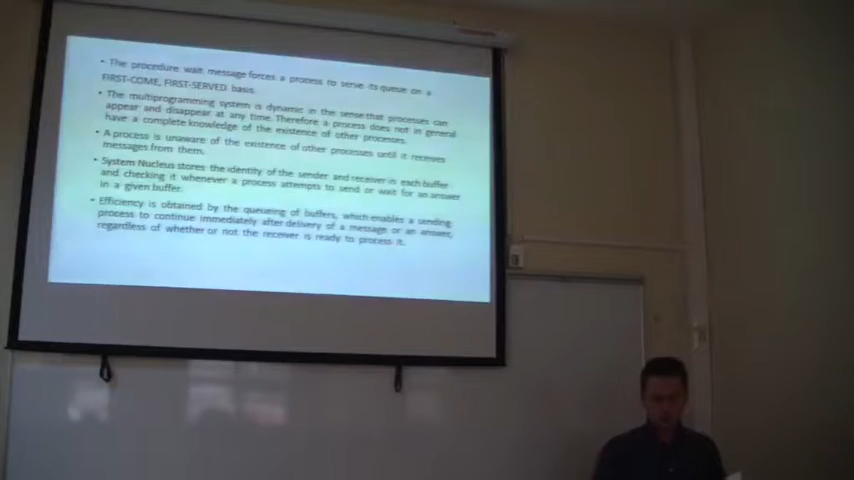 • The procedure wait message forces a process to serve its queue on a
FIRST-COME, FIRST-SERVED basis.
• The multiprogramming system is dynamic in the sense that processes can
appear and disappear at any time. Therefore a process does not in general
have a complete knowledge of the existence of other processes.
• A process is unaware of the existence of other processes until it receives
messages from them.
• System Nucleus stores the identity of the sender and receiver in each buffer
and checking it whenever a process attempts to send or wait for an answer
in a given buffer.
• Efficiency is obtained by the queueing of buffers, which enables a sending
process to continue immediately after delivery of a message or an answer,
regardless of whether or not the receiver is ready to process it.